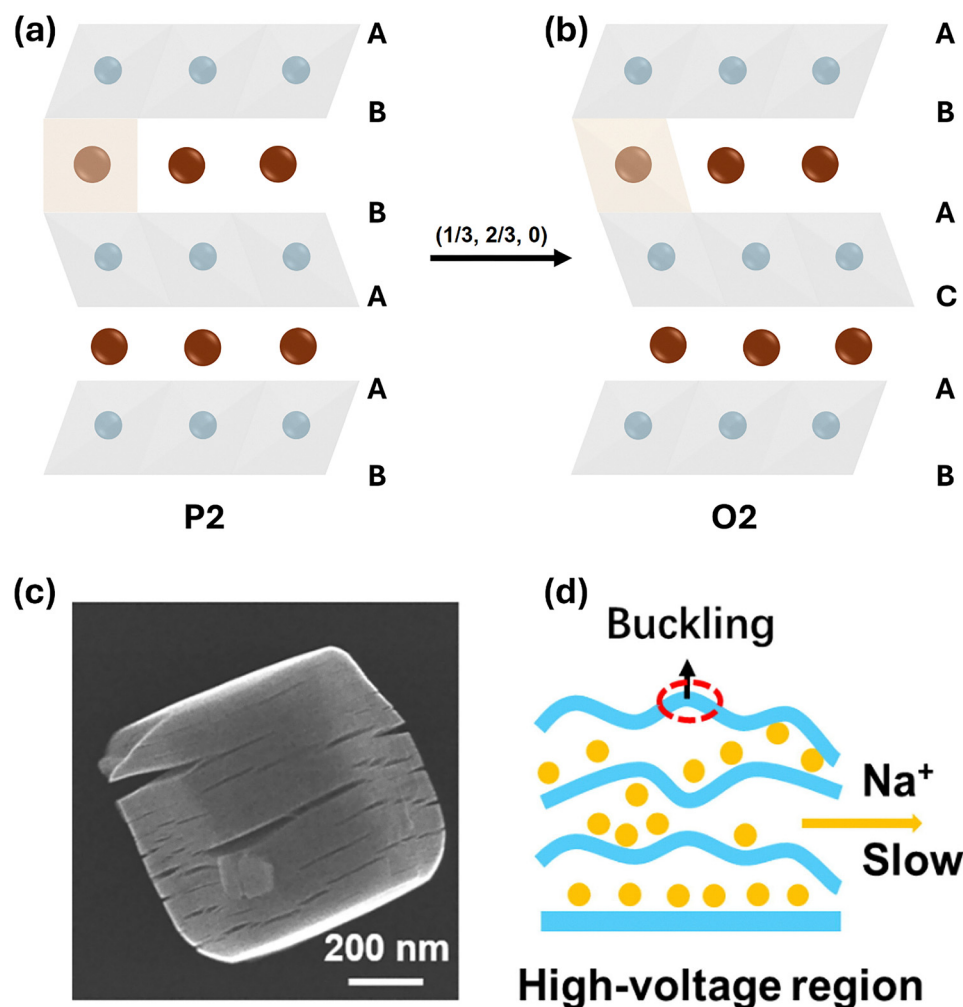 (a)
A
B
B
A
A
B
P2
(1/3, 2/3, 0)
(b)
A
B
A
C
A
B
O2
(c)
200 nm
(d)
Buckling
Na⁺
Slow
High-voltage region